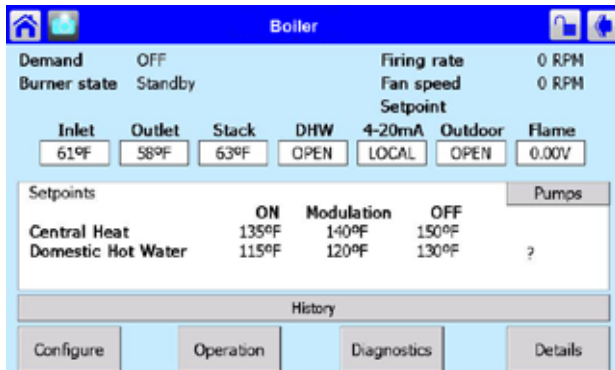 Boiler
Demand OFF Firing rate 0 RPM
Burner state Standby Fan speed 0 RPM
Setpoint
Inlet Outlet Stack DHW 4-20mA Outdoor Flame
61ºF 58ºF 63ºF OPEN LOCAL OPEN 0.00V
Setpoints Pumps
ON Modulation OFF
Central Heat 135ºF 140ºF 150ºF
Domestic Hot Water 115ºF 120ºF 130ºF ?
History
Configure Operation Diagnostics Details